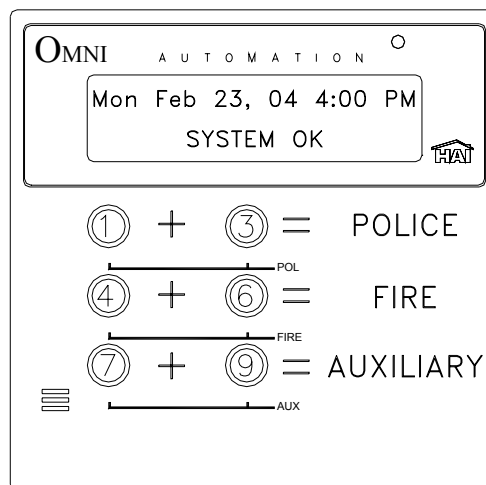 OMNI AUTOMATION
Mon Feb 23, 04 4:00 PM
SYSTEM OK
HAI
1 + 3 = POLICE
POL
4 + 6 = FIRE
FIRE
7 + 9 = AUXILIARY
AUX